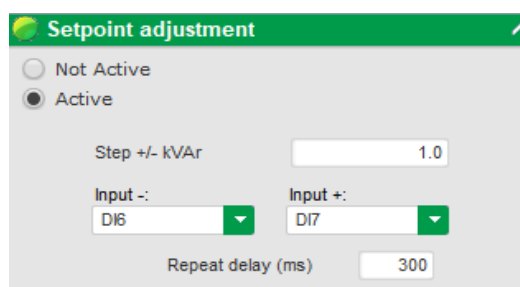 Setpoint adjustment
Not Active
Active
Step +/- kVAr 1.0
Input -: Input +:
DI6 DI7
Repeat delay (ms) 300